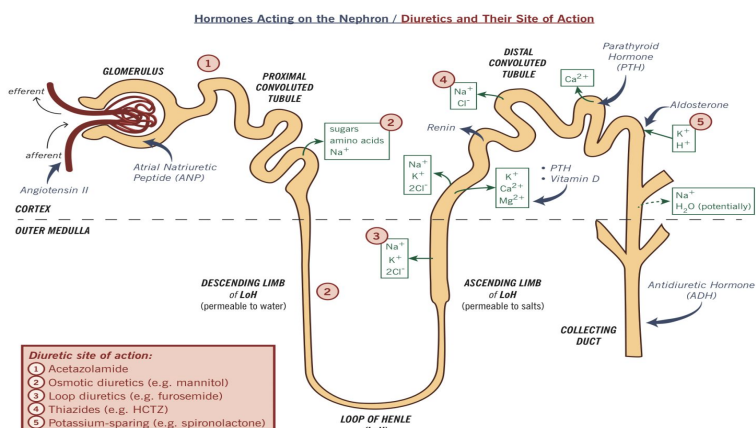 Hormones Acting on the Nephron / Diuretics and Their Site of Action
GLOMERULUS
efferent
afferent
Angiotensin II
Atrial Natriuretic
Peptide (ANP)
1
PROXIMAL
CONVOLUTED
TUBULE
sugars
amino acids
Na⁺
2
DISTAL
CONVOLUTED
TUBULE
4
Na⁺
Cl⁻
Ca²⁺
Parathyroid
Hormone
(PTH)
Aldosterone
5
K⁺
H⁺
Renin
Na⁺
K⁺
2Cl⁻
K⁺
Ca²⁺
Mg²⁺
• PTH
• Vitamin D
Na⁺
H₂O (potentially)
CORTEX
OUTER MEDULLA
3
Na⁺
K⁺
2Cl⁻
DESCENDING LIMB
of LoH
(permeable to water)
2
ASCENDING LIMB
of LoH
(permeable to salts)
Antidiuretic Hormone
(ADH)
COLLECTING
DUCT
LOOP OF HENLE
Diuretic site of action:
1 Acetazolamide
2 Osmotic diuretics (e.g. mannitol)
3 Loop diuretics (e.g. furosemide)
4 Thiazides (e.g. HCTZ)
5 Potassium-sparing (e.g. spironolactone)